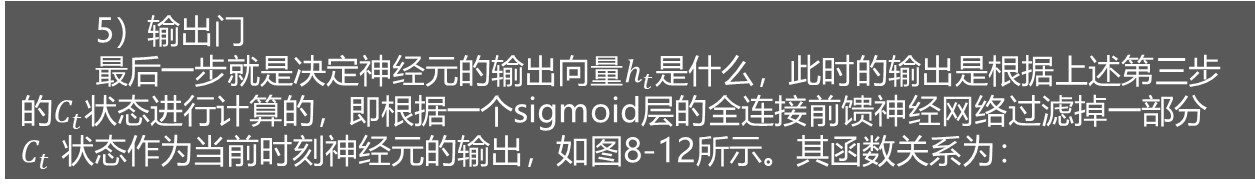 5）输出门
最后一步就是决定神经元的输出向量hₜ是什么，此时的输出是根据上述第三步
的Cₜ状态进行计算的，即根据一个sigmoid层的全连接前馈神经网络过滤掉一部分
Cₜ 状态作为当前时刻神经元的输出，如图8-12所示。其函数关系为：